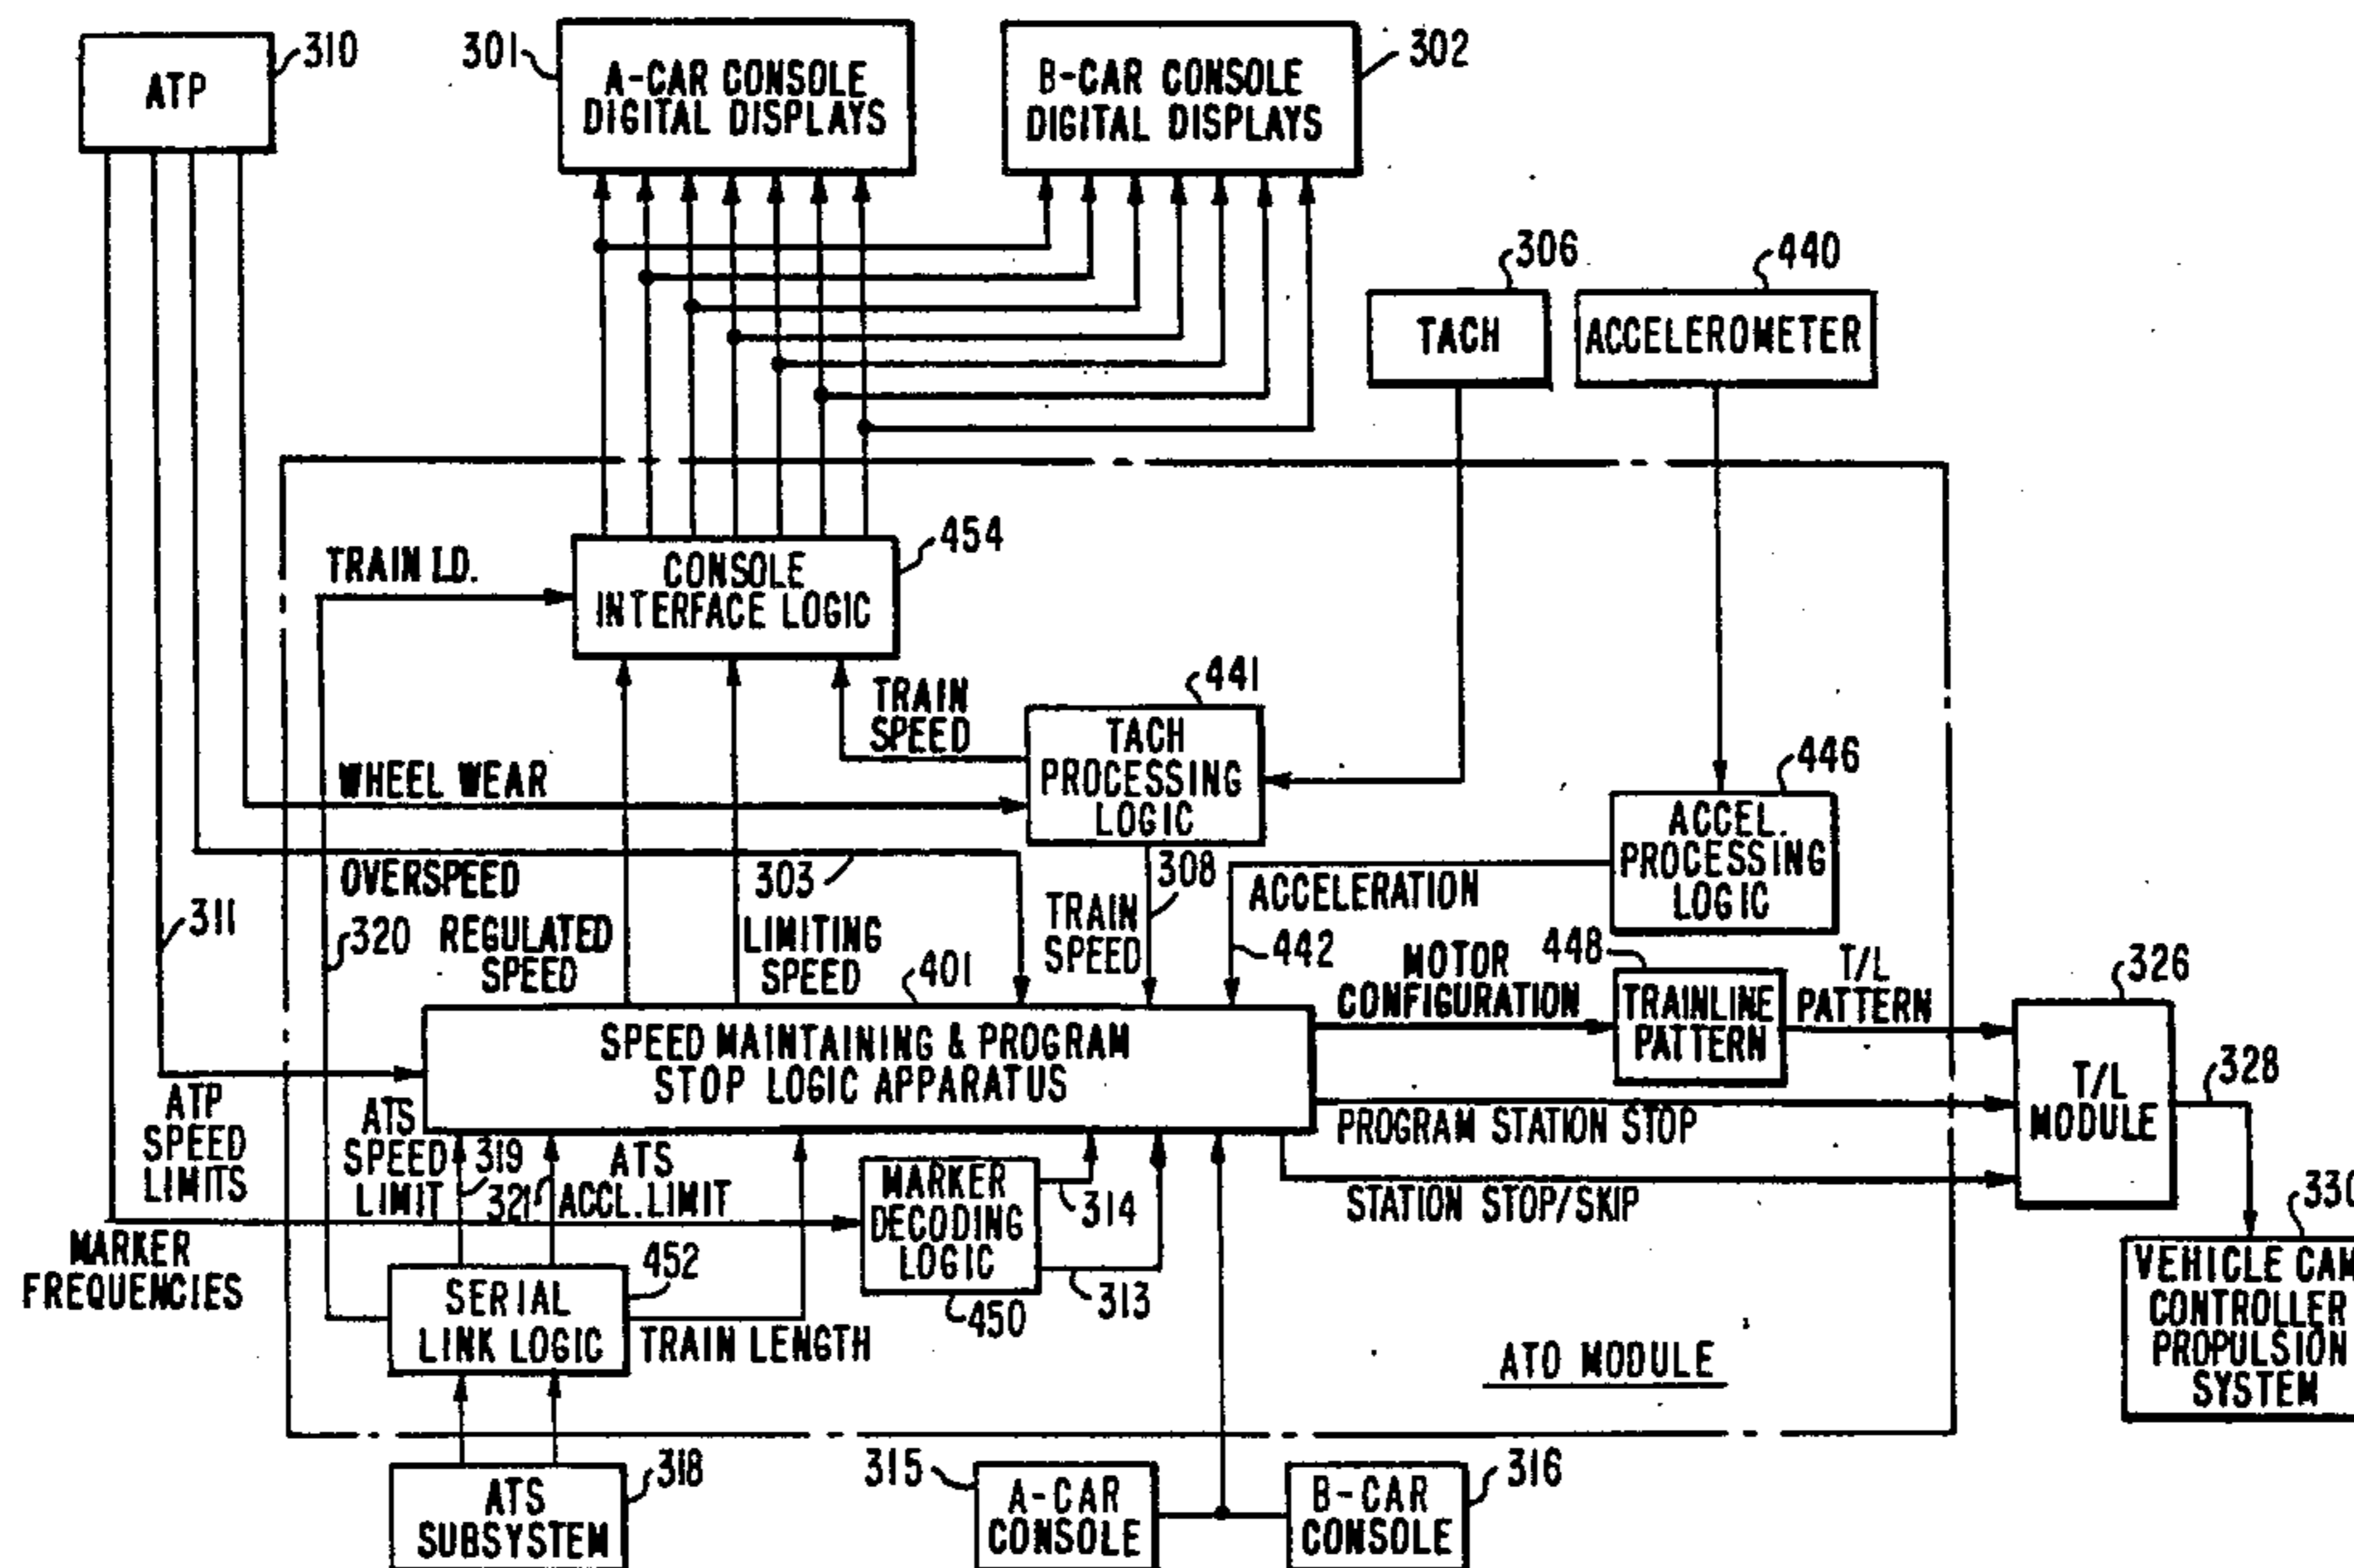 310
ATP
301
A-CAR CONSOLE
DIGITAL DISPLAYS
B-CAR CONSOLE
DIGITAL DISPLAYS
302
306
TACH
440
ACCELEROMETER
TRAIN I.D.
CONSOLE
INTERFACE LOGIC
454
TRAIN
SPEED
441
TACH
PROCESSING
LOGIC
446
ACCEL.
PROCESSING
LOGIC
WHEEL WEAR
OVERSPEED
303
308
TRAIN
SPEED
ACCELERATION
442
311
320
REGULATED
SPEED
LIMITING
SPEED
401
SPEED MAINTAINING & PROGRAM
STOP LOGIC APPARATUS
MOTOR
CONFIGURATION
448
TRAINLINE
PATTERN
T/L
PATTERN
326
T/L
MODULE
328
PROGRAM STATION STOP
STATION STOP/SKIP
330
VEHICLE CAM
CONTROLLER
PROPULSION
SYSTEM
ATP
SPEED
LIMITS
ATS
SPEED
LIMIT
319
321
ATS
ACCL. LIMIT
MARKER
DECODING
LOGIC
450
314
313
MARKER
FREQUENCIES
452
SERIAL
LINK LOGIC
TRAIN LENGTH
ATO MODULE
318
ATS
SUBSYSTEM
315
A-CAR
CONSOLE
B-CAR
CONSOLE
316